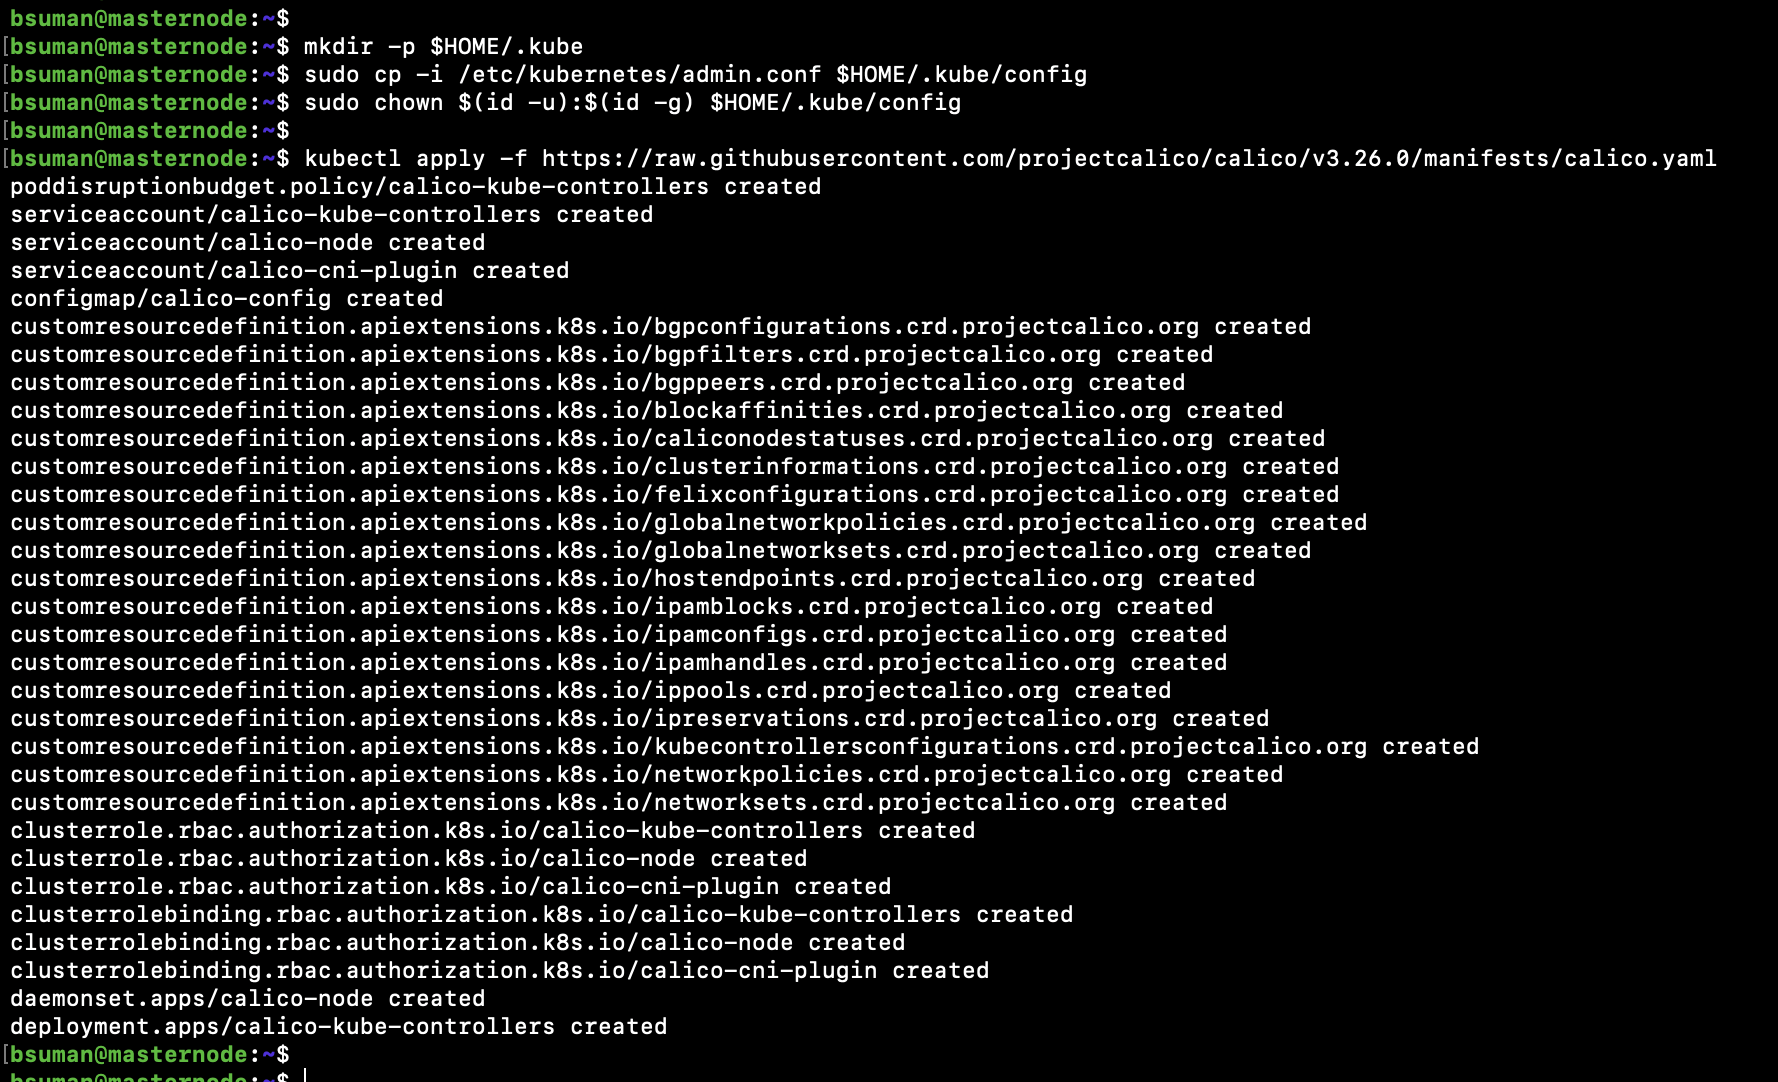 bsuman@masternode:~$
[bsuman@masternode:~$ mkdir -p $HOME/.kube
[bsuman@masternode:~$ sudo cp -i /etc/kubernetes/admin.conf $HOME/.kube/config
[bsuman@masternode:~$ sudo chown $(id -u):$(id -g) $HOME/.kube/config
[bsuman@masternode:~$
[bsuman@masternode:~$ kubectl apply -f https://raw.githubusercontent.com/projectcalico/calico/v3.26.0/manifests/calico.yaml
poddisruptionbudget.policy/calico-kube-controllers created
serviceaccount/calico-kube-controllers created
serviceaccount/calico-node created
serviceaccount/calico-cni-plugin created
configmap/calico-config created
customresourcedefinition.apiextensions.k8s.io/bgpconfigurations.crd.projectcalico.org created
customresourcedefinition.apiextensions.k8s.io/bgpfilters.crd.projectcalico.org created
customresourcedefinition.apiextensions.k8s.io/bgppeers.crd.projectcalico.org created
customresourcedefinition.apiextensions.k8s.io/blockaffinities.crd.projectcalico.org created
customresourcedefinition.apiextensions.k8s.io/caliconodestatuses.crd.projectcalico.org created
customresourcedefinition.apiextensions.k8s.io/clusterinformations.crd.projectcalico.org created
customresourcedefinition.apiextensions.k8s.io/felixconfigurations.crd.projectcalico.org created
customresourcedefinition.apiextensions.k8s.io/globalnetworkpolicies.crd.projectcalico.org created
customresourcedefinition.apiextensions.k8s.io/globalnetworksets.crd.projectcalico.org created
customresourcedefinition.apiextensions.k8s.io/hostendpoints.crd.projectcalico.org created
customresourcedefinition.apiextensions.k8s.io/ipamblocks.crd.projectcalico.org created
customresourcedefinition.apiextensions.k8s.io/ipamconfigs.crd.projectcalico.org created
customresourcedefinition.apiextensions.k8s.io/ipamhandles.crd.projectcalico.org created
customresourcedefinition.apiextensions.k8s.io/ippools.crd.projectcalico.org created
customresourcedefinition.apiextensions.k8s.io/ipreservations.crd.projectcalico.org created
customresourcedefinition.apiextensions.k8s.io/kubecontrollersconfigurations.crd.projectcalico.org created
customresourcedefinition.apiextensions.k8s.io/networkpolicies.crd.projectcalico.org created
customresourcedefinition.apiextensions.k8s.io/networksets.crd.projectcalico.org created
clusterrole.rbac.authorization.k8s.io/calico-kube-controllers created
clusterrole.rbac.authorization.k8s.io/calico-node created
clusterrole.rbac.authorization.k8s.io/calico-cni-plugin created
clusterrolebinding.rbac.authorization.k8s.io/calico-kube-controllers created
clusterrolebinding.rbac.authorization.k8s.io/calico-node created
clusterrolebinding.rbac.authorization.k8s.io/calico-cni-plugin created
daemonset.apps/calico-node created
deployment.apps/calico-kube-controllers created
[bsuman@masternode:~$
bsuman@masternode:~$